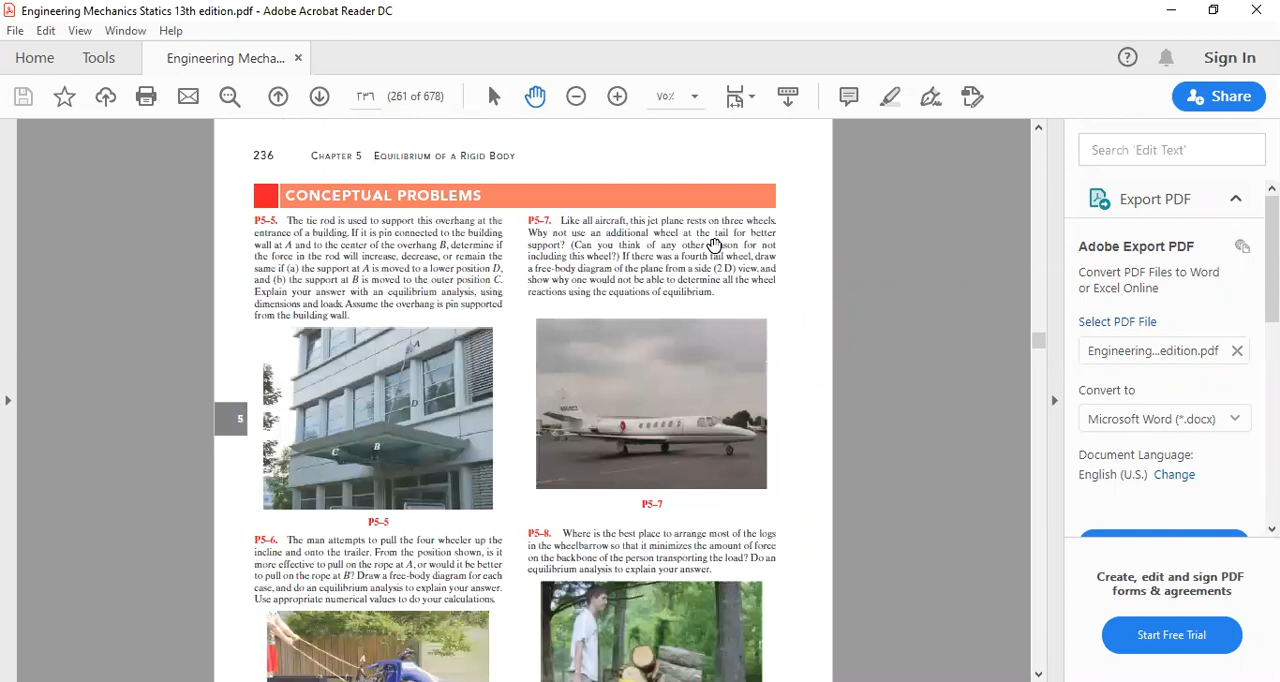 Engineering Mechanics Statics 13th edition.pdf - Adobe Acrobat Reader DC
File Edit View Window Help
Home Tools Engineering Mecha... × Sign In
٢٣٦ (261 of 678) ٧٥٪ Share
236 CHAPTER 5 EQUILIBRIUM OF A RIGID BODY
CONCEPTUAL PROBLEMS
P5-5. The tie rod is used to support this overhang at the
entrance of a building. If it is pin connected to the building
wall at A and to the center of the overhang B, determine if
the force in the rod will increase, decrease, or remain the
same if (a) the support at A is moved to a lower position D,
and (b) the support at B is moved to the outer position C.
Explain your answer with an equilibrium analysis, using
dimensions and loads. Assume the overhang is pin supported
from the building wall.
A
D
B
C
P5-5
P5-6. The man attempts to pull the four wheeler up the
incline and onto the trailer. From the position shown, is it
more effective to pull on the rope at A, or would it be better
to pull on the rope at B? Draw a free-body diagram for each
case, and do an equilibrium analysis to explain your answer.
Use appropriate numerical values to do your calculations.
A
5
P5-7. Like all aircraft, this jet plane rests on three wheels.
Why not use an additional wheel at the tail for better
support? (Can you think of any other for not
including this wheel?) If there was a fourth tail wheel, draw
a free-body diagram of the plane from a side (2 D) view, and
show why one would not be able to determine all the wheel
reactions using the equations of equilibrium.
P5-7
P5-8. Where is the best place to arrange most of the logs
in the wheelbarrow so that it minimizes the amount of force
on the backbone of the person transporting the load? Do an
equilibrium analysis to explain your answer.
Search 'Edit Text'
Export PDF
Adobe Export PDF
Convert PDF Files to Word
or Excel Online
Select PDF File
Engineering...edition.pdf
Convert to
Microsoft Word (*.docx)
Document Language:
English (U.S.) Change
Create, edit and sign PDF
forms & agreements
Start Free Trial